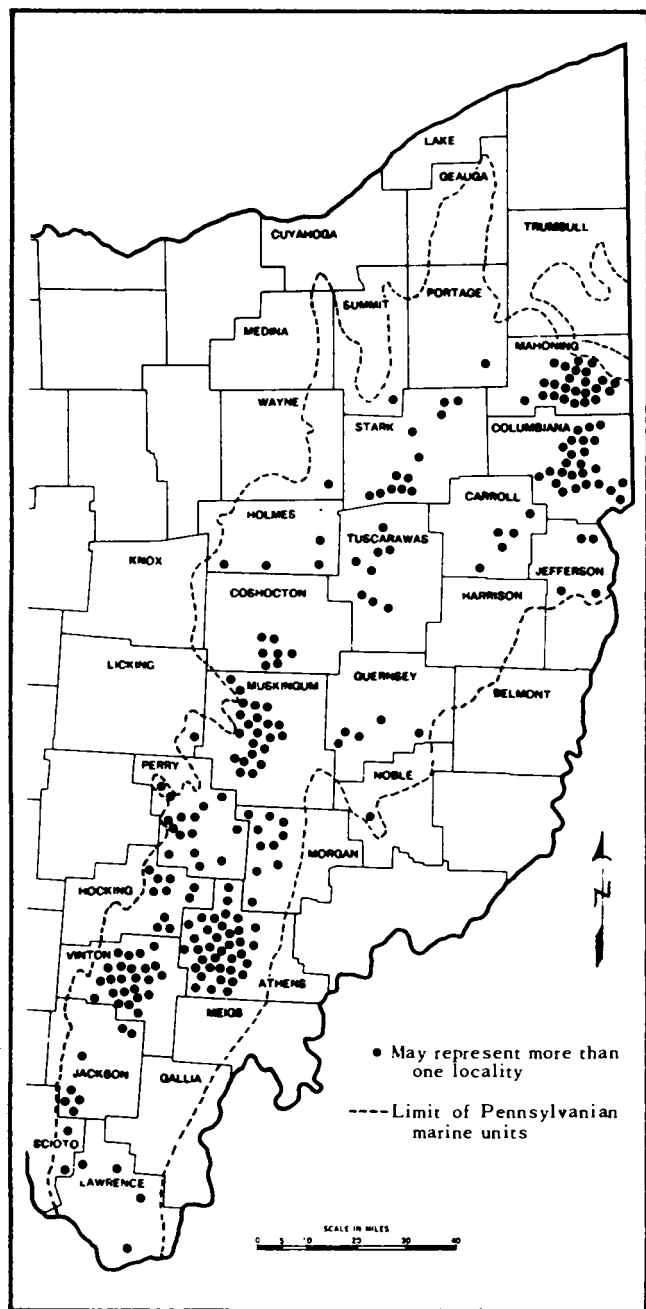 LAKE
GEAUGA
CUYAHOGA
TRUMBULL
SUMMIT
PORTAGE
MEDINA
MAHONING
WAYNE
STARK
COLUMBIANA
HOLMES
CARROLL
TUSCARAWAS
KNOX
JEFFERSON
COSHOCTON
HARRISON
LICKING
MUSKINGUM
GUERNSEY
BELMONT
PERRY
NOBLE
MORGAN
HOCKING
VINTON
ATHENS
MEIGS
JACKSON
GALLIA
SCIOTO
LAWRENCE
N
May represent more than
one locality
Limit of Pennsylvanian
marine units
SCALE IN MILES
0 5 10 20 30 40